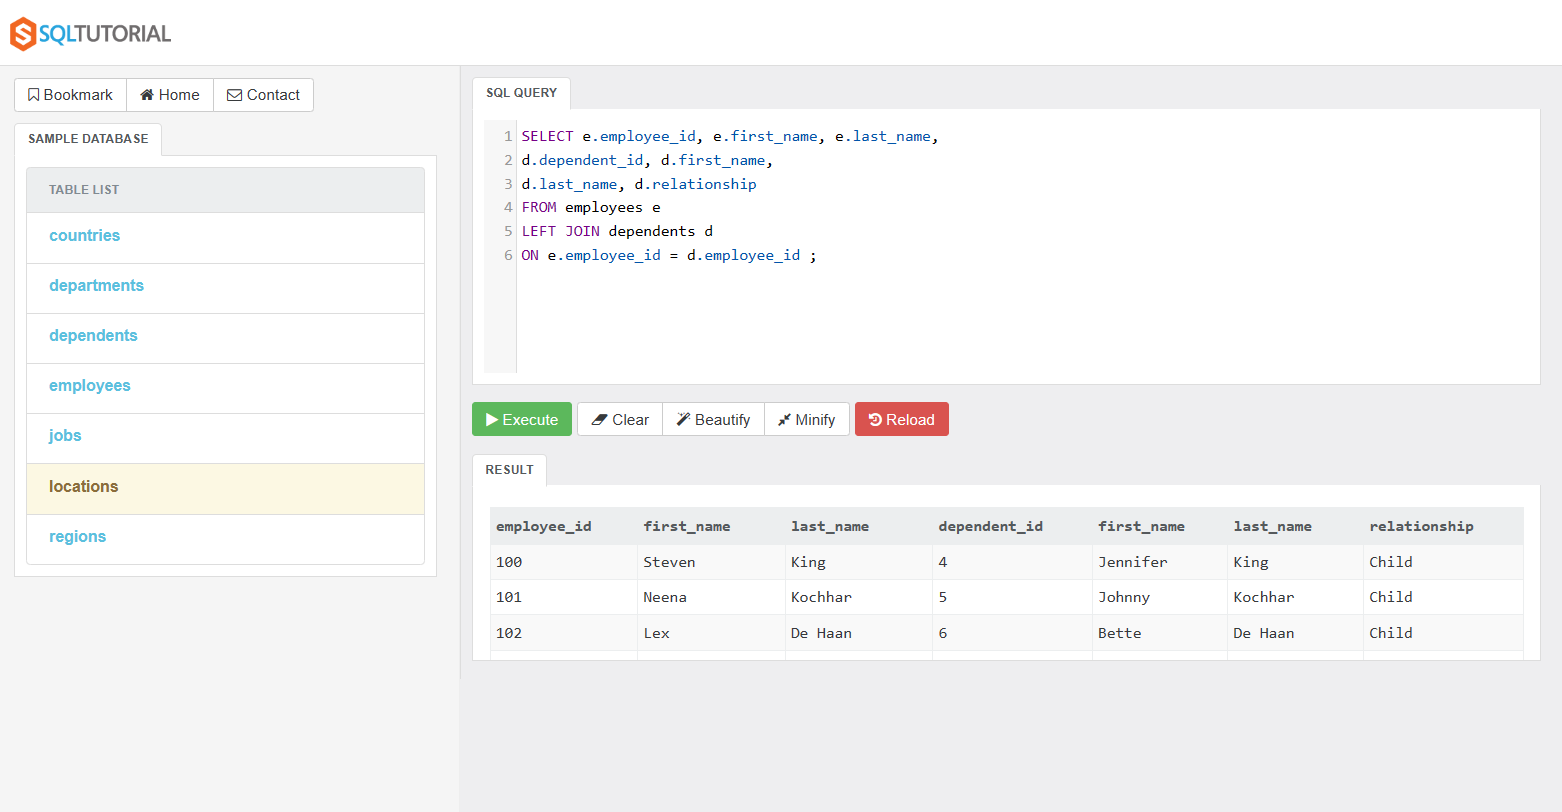 SQLTUTORIAL
Bookmark Home Contact
SAMPLE DATABASE
TABLE LIST
countries
departments
dependents
employees
jobs
locations
regions
SQL QUERY
1 SELECT e.employee_id, e.first_name, e.last_name,
2 d.dependent_id, d.first_name,
3 d.last_name, d.relationship
4 FROM employees e
5 LEFT JOIN dependents d
6 ON e.employee_id = d.employee_id ;
Execute Clear Beautify Minify Reload
RESULT
employee_id first_name last_name dependent_id first_name last_name relationship
100 Steven King 4 Jennifer King Child
101 Neena Kochhar 5 Johnny Kochhar Child
102 Lex De Haan 6 Bette De Haan Child